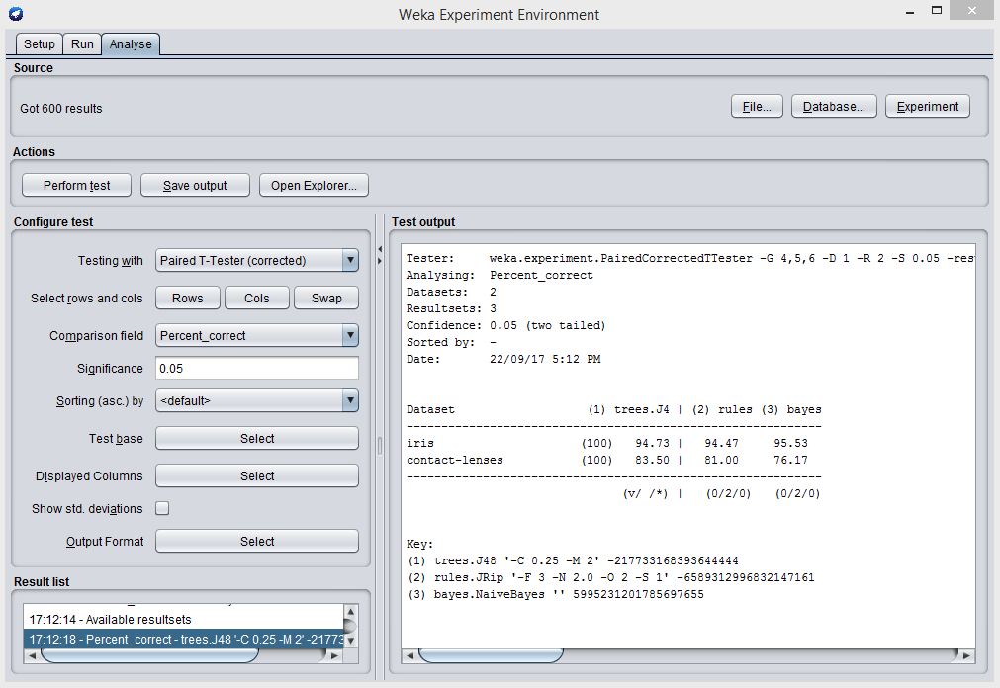 Weka Experiment Environment
Setup Run Analyse
Source
Got 600 results
File... Database... Experiment
Actions
Perform test Save output Open Explorer...
Configure test
Testing with Paired T-Tester (corrected)
Select rows and cols Rows Cols Swap
Comparison field Percent_correct
Significance 0.05
Sorting (asc.) by <default>
Test base Select
Displayed Columns Select
Show std. deviations
Output Format Select
Result list
17:12:14 - Available resultsets
17:12:18 - Percent_correct - trees.J48 '-C 0.25 -M 2' -21773
Test output
Tester: weka.experiment.PairedCorrectedTTester -G 4,5,6 -D 1 -R 2 -S 0.05 -res
Analysing: Percent_correct
Datasets: 2
Resultsets: 3
Confidence: 0.05 (two tailed)
Sorted by: -
Date: 22/09/17 5:12 PM
Dataset (1) trees.J4 | (2) rules (3) bayes
--------------------------------------------------------------
iris (100) 94.73 | 94.47 95.53
contact-lenses (100) 83.50 | 81.00 76.17
--------------------------------------------------------------
(v/ /*) | (0/2/0) (0/2/0)
Key:
(1) trees.J48 '-C 0.25 -M 2' -217733168393644444
(2) rules.JRip '-F 3 -N 2.0 -O 2 -S 1' -6589312996832147161
(3) bayes.NaiveBayes '' 5995231201785697655